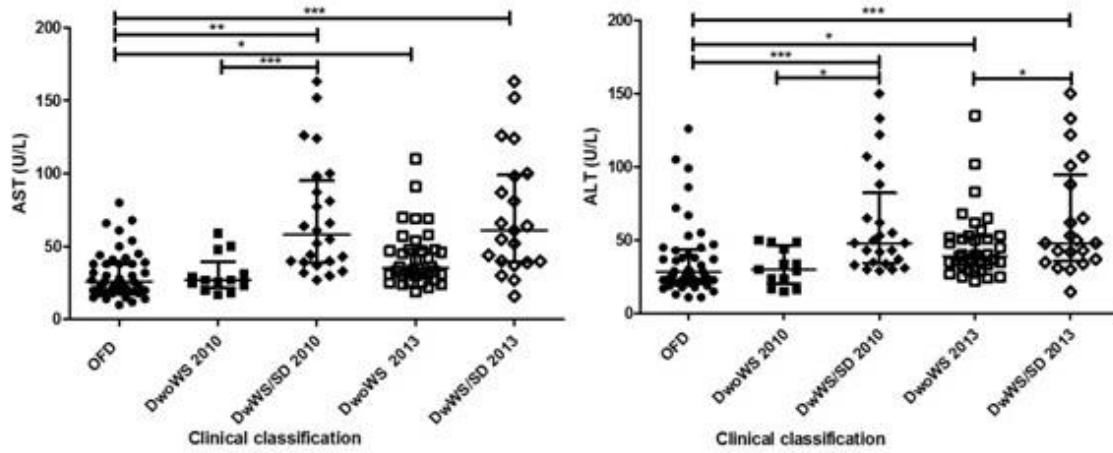 ***
**
*
***
200
150
100
50
0
AST (U/L)
OFD
DwoWS 2010
DwWS/SD 2010
DwoWS 2013
DwWS/SD 2013
Clinical classification
***
*
***
*
*
200
150
100
50
0
ALT (U/L)
OFD
DwoWS 2010
DwWS/SD 2010
DwoWS 2013
DwWS/SD 2013
Clinical classification